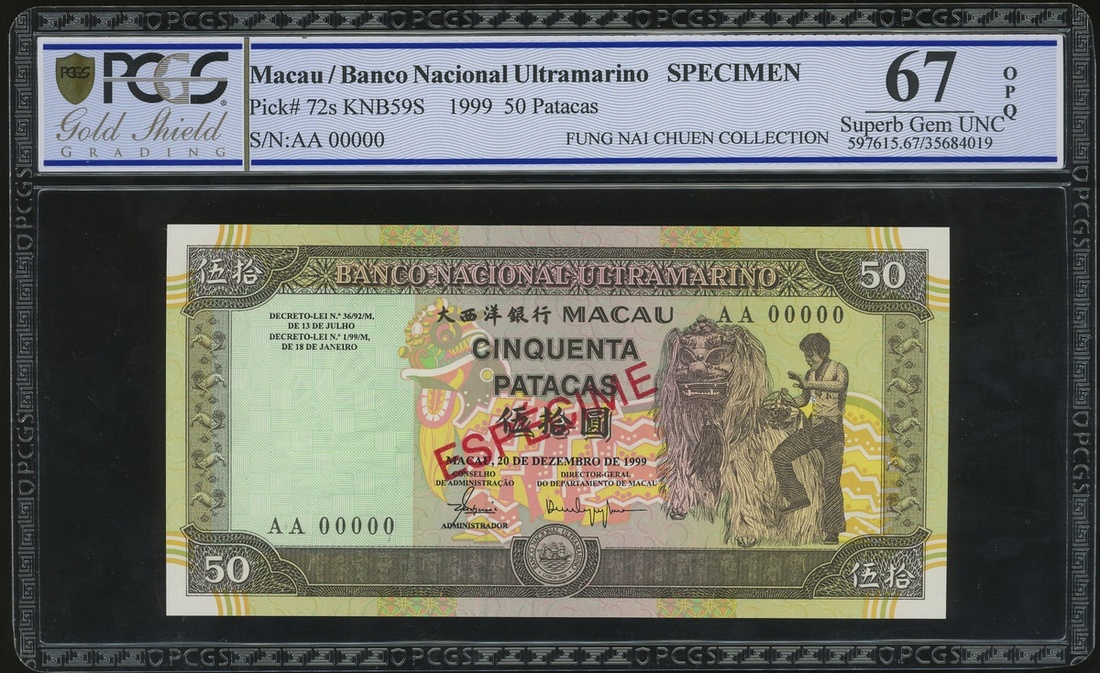 PCGS
PCGS
Gold Shield
GRADING
Macau / Banco Nacional Ultramarino SPECIMEN
Pick# 72s KNB59S 1999 50 Patacas
S/N:AA 00000
FUNG NAI CHUEN COLLECTION
67
OPQ
Superb Gem UNC
597615.67/35684019
伍拾
BANCO NACIONAL ULTRAMARINO
50
DECRETO-LEI N.º 36/92/M,
DE 13 DE JULHO
DECRETO-LEI N.º 1/99/M,
DE 18 DE JANEIRO
大西洋銀行 MACAU AA 00000
CINQUENTA
PATACAS
伍拾圓
ESPECIME
MACAU, 20 DE DEZEMBRO DE 1999
CONSELHO
DE ADMINISTRAÇÃO
DIRECTOR-GERAL
DO DEPARTAMENTO DE MACAU
AA 00000
ADMINISTRADOR
BANCO NACIONAL ULTRAMARINO
50
伍拾